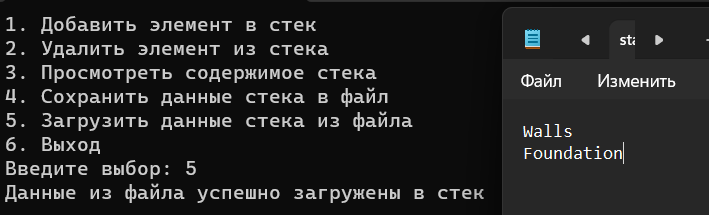 1. Добавить элемент в стек
2. Удалить элемент из стека
3. Просмотреть содержимое стека
4. Сохранить данные стека в файл
5. Загрузить данные стека из файла
6. Выход
Введите выбор: 5
Данные из файла успешно загружены в стек
sta
Файл Изменить
Walls
Foundation